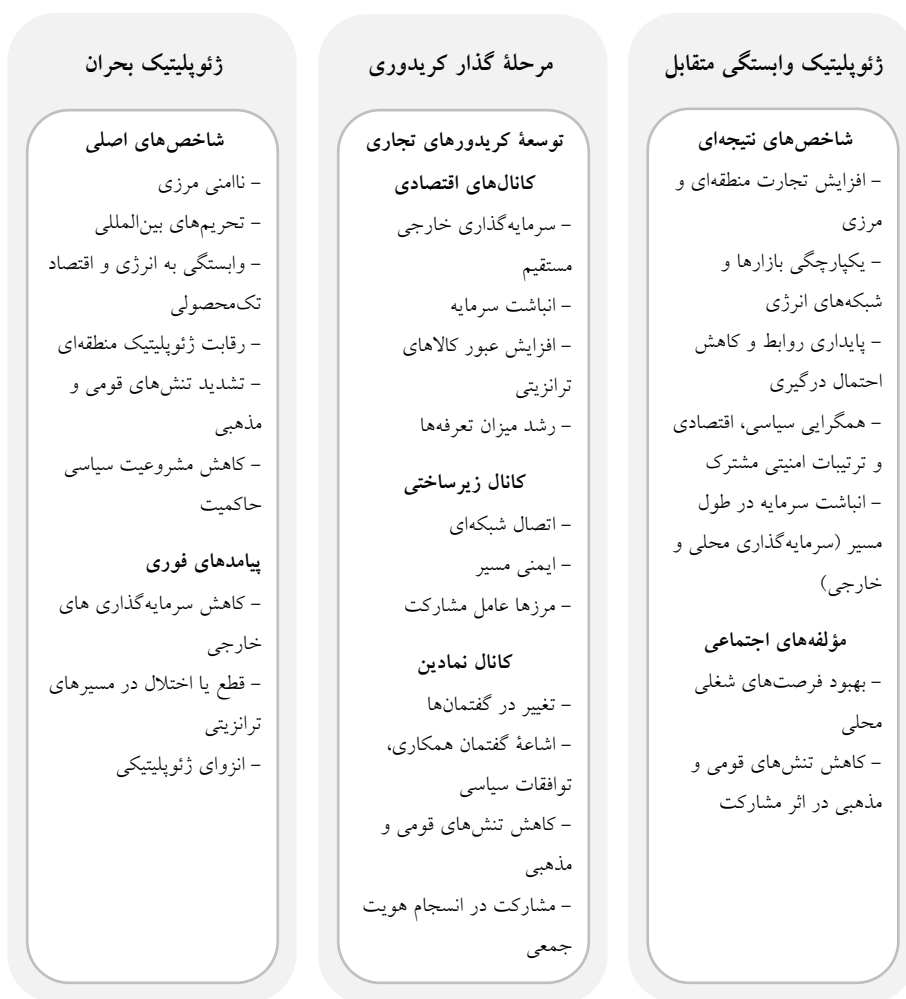 ژئوپلیتیک وابستگی متقابل
شاخص‌های نتیجه‌ای
- افزایش تجارت منطقه‌ای و
مرزی
- یکپارچگی بازارها و
شبکه‌های انرژی
- پایداری روابط و کاهش
احتمال درگیری
- همگرایی سیاسی، اقتصادی
و ترتیبات امنیتی مشترک
- انباشت سرمایه در طول
مسیر (سرمایه‌گذاری محلی و
خارجی)
مؤلفه‌های اجتماعی
- بهبود فرصت‌های شغلی
محلی
- کاهش تنش‌های قومی و
مذهبی در اثر مشارکت
مرحلهٔ گذار کریدوری
توسعهٔ کریدورهای تجاری
کانال‌های اقتصادی
- سرمایه‌گذاری خارجی
مستقیم
- انباشت سرمایه
- افزایش عبور کالاهای
ترانزیتی
- رشد میزان تعرفه‌ها
کانال زیرساختی
- اتصال شبکه‌ای
- ایمنی مسیر
- مرزها عامل مشارکت
کانال نمادین
- تغییر در گفتمان‌ها
- اشاعهٔ گفتمان همکاری،
توافقات سیاسی
- کاهش تنش‌های قومی و
مذهبی
- مشارکت در انسجام هویت
جمعی
ژئوپلیتیک بحران
شاخص‌های اصلی
- ناامنی مرزی
- تحریم‌های بین‌المللی
- وابستگی به انرژی و اقتصاد
تک‌محصولی
- رقابت ژئوپلیتیک منطقه‌ای
- تشدید تنش‌های قومی و
مذهبی
- کاهش مشروعیت سیاسی
حاکمیت
پیامدهای فوری
- کاهش سرمایه‌گذاری های
خارجی
- قطع یا اختلال در مسیرهای
ترانزیتی
- انزوای ژئوپلیتیکی